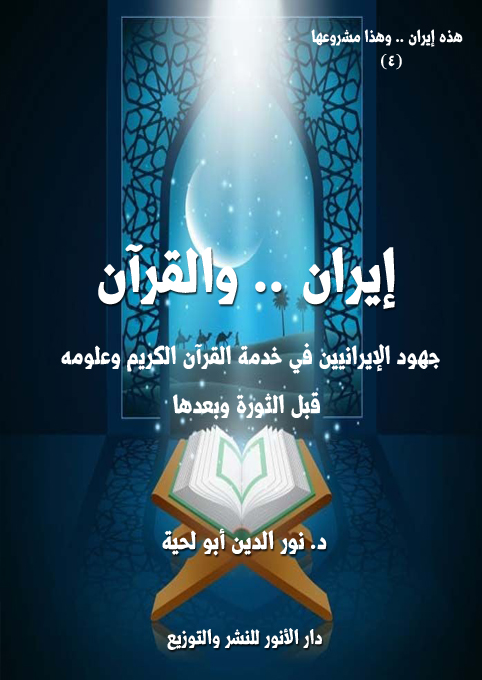 هذه إيران .. وهذا مشروعها
(٤)
إيران .. والقرآن
جهود الإيرانيين في خدمة القرآن الكريم وعلومه
قبل الثورة وبعدها
د. نور الدين أبو لحية
دار الأنور للنشر والتوزيع